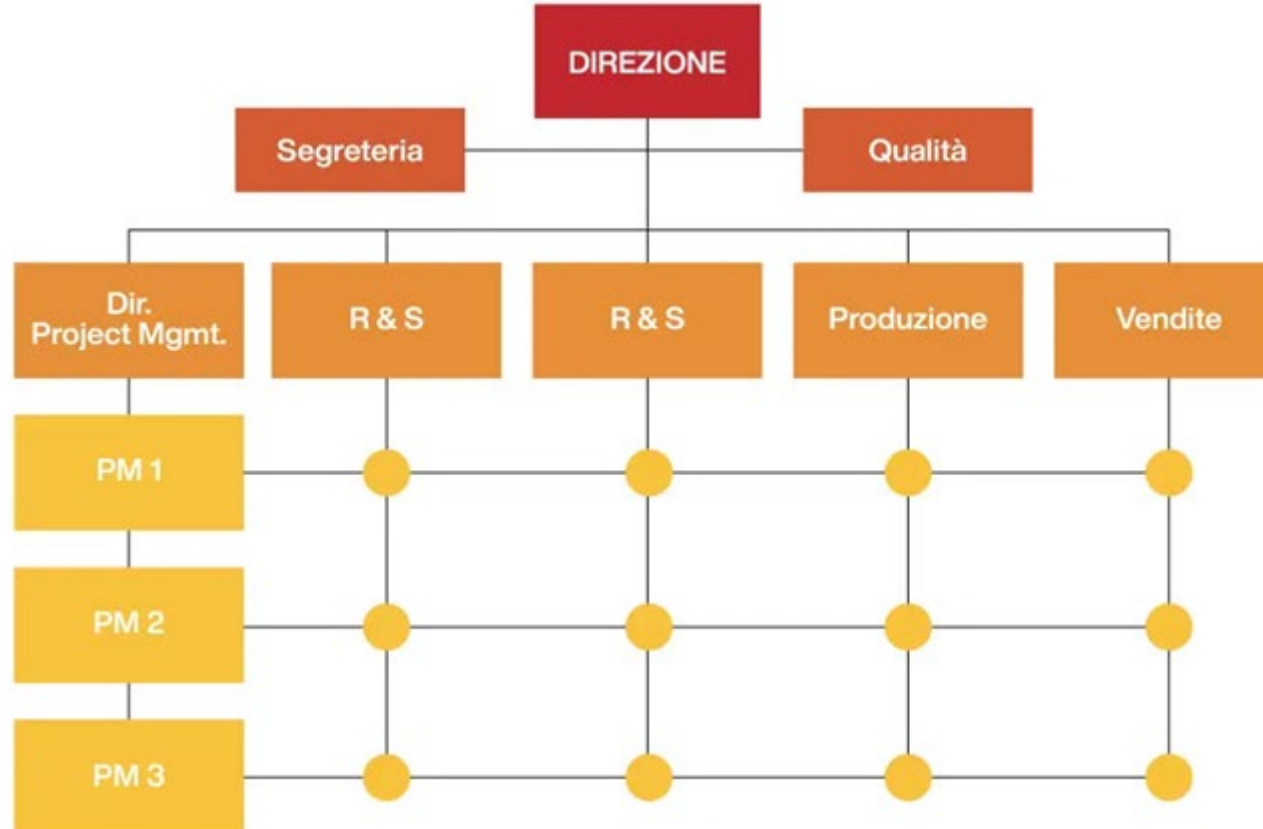 DIREZIONE
Segreteria
Qualità
Dir.
Project Mgmt.
R & S
R & S
Produzione
Vendite
PM 1
PM 2
PM 3